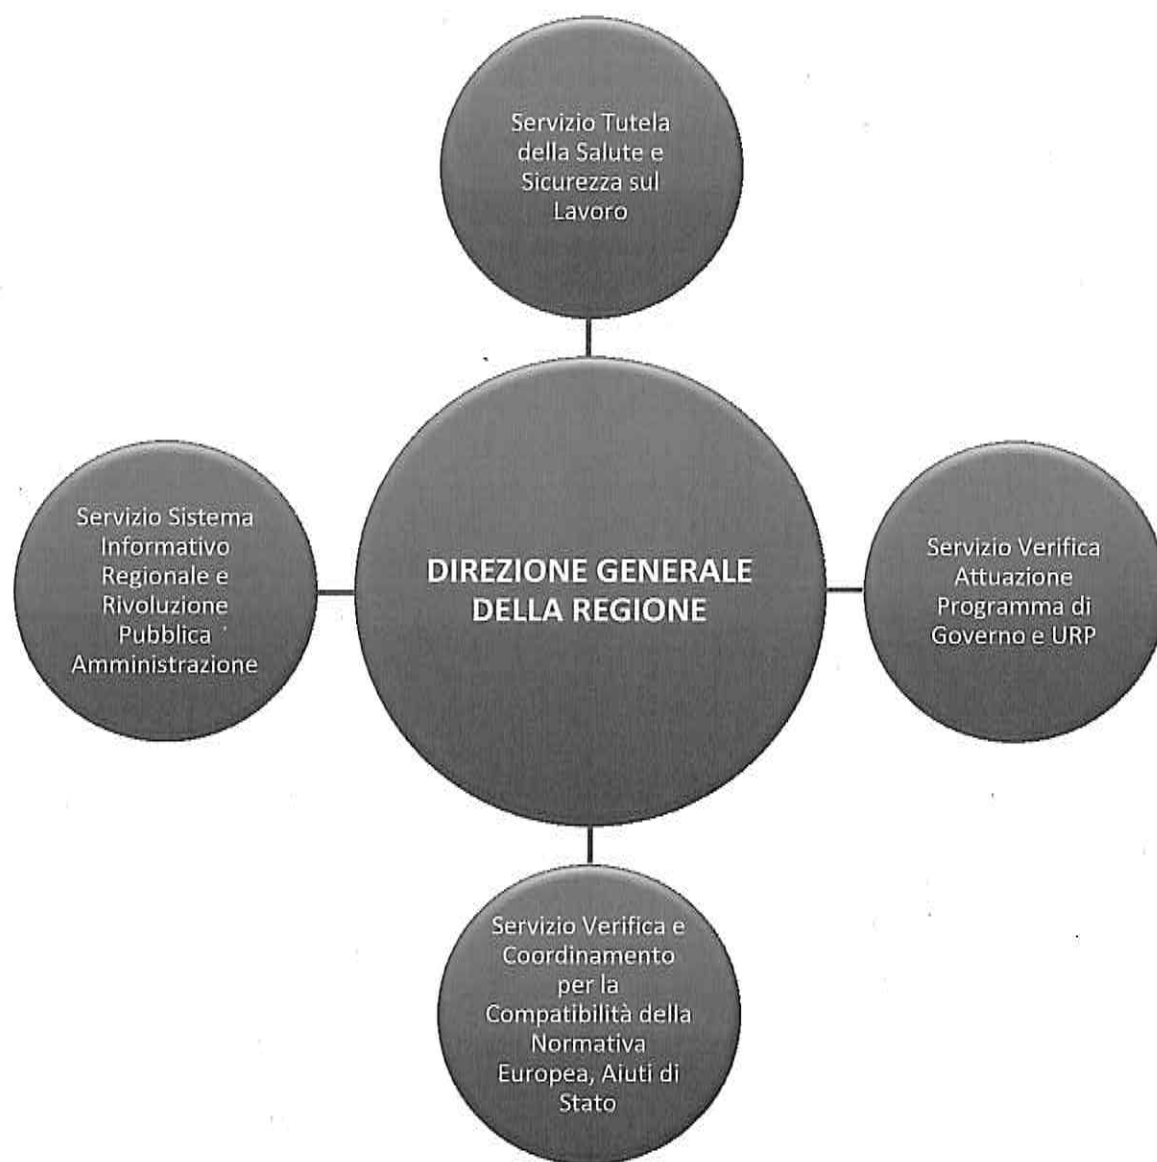 Servizio Tutela
della Salute e
Sicurezza sul
Lavoro
Servizio Sistema
Informativo
Regionale e
Rivoluzione
Pubblica
Amministrazione
DIREZIONE GENERALE
DELLA REGIONE
Servizio Verifica
Attuazione
Programma di
Governo e URP
Servizio Verifica e
Coordinamento
per la
Compatibilità della
Normativa
Europea, Aiuti di
Stato